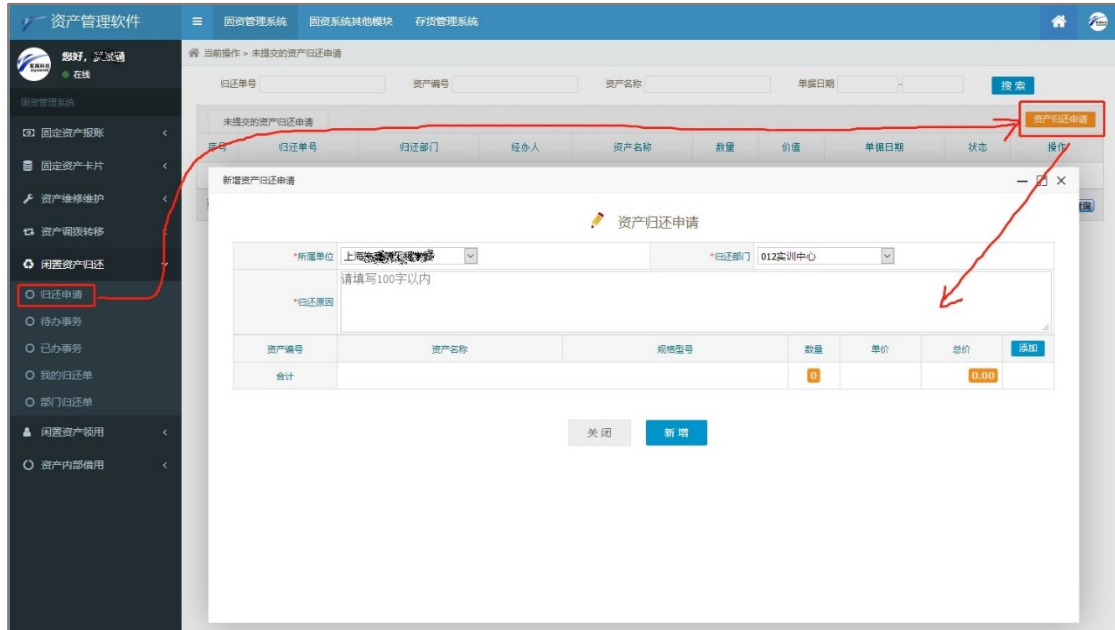 资产管理软件
固资管理系统 固资系统其他模块 存货管理系统
您好,
在线
固资管理系统
固定资产报账
固定资产卡片
资产维修维护
资产调拨转移
闲置资产归还
归还申请
待办事务
已办事务
我的归还单
部门归还单
闲置资产领用
资产内部借用
当前操作 > 未提交的资产归还申请
归还单号 资产编号 资产名称 单据日期 - 搜索
未提交的资产归还申请 资产归还申请
序号 归还单号 归还部门 经办人 资产名称 数量 价值 单据日期 状态 操作
新增资产归还申请
资产归还申请
*所属单位 上海 *归还部门 012实训中心
*归还原因 请填写100字以内
资产编号 资产名称 规格型号 数量 单价 总价 添加
合计 0 0.00
关闭 新增